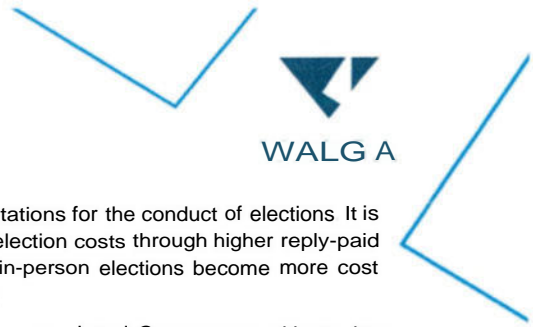 WALG A
tations for the conduct of elections It is
election costs through higher reply-paid
in-person elections become more cost